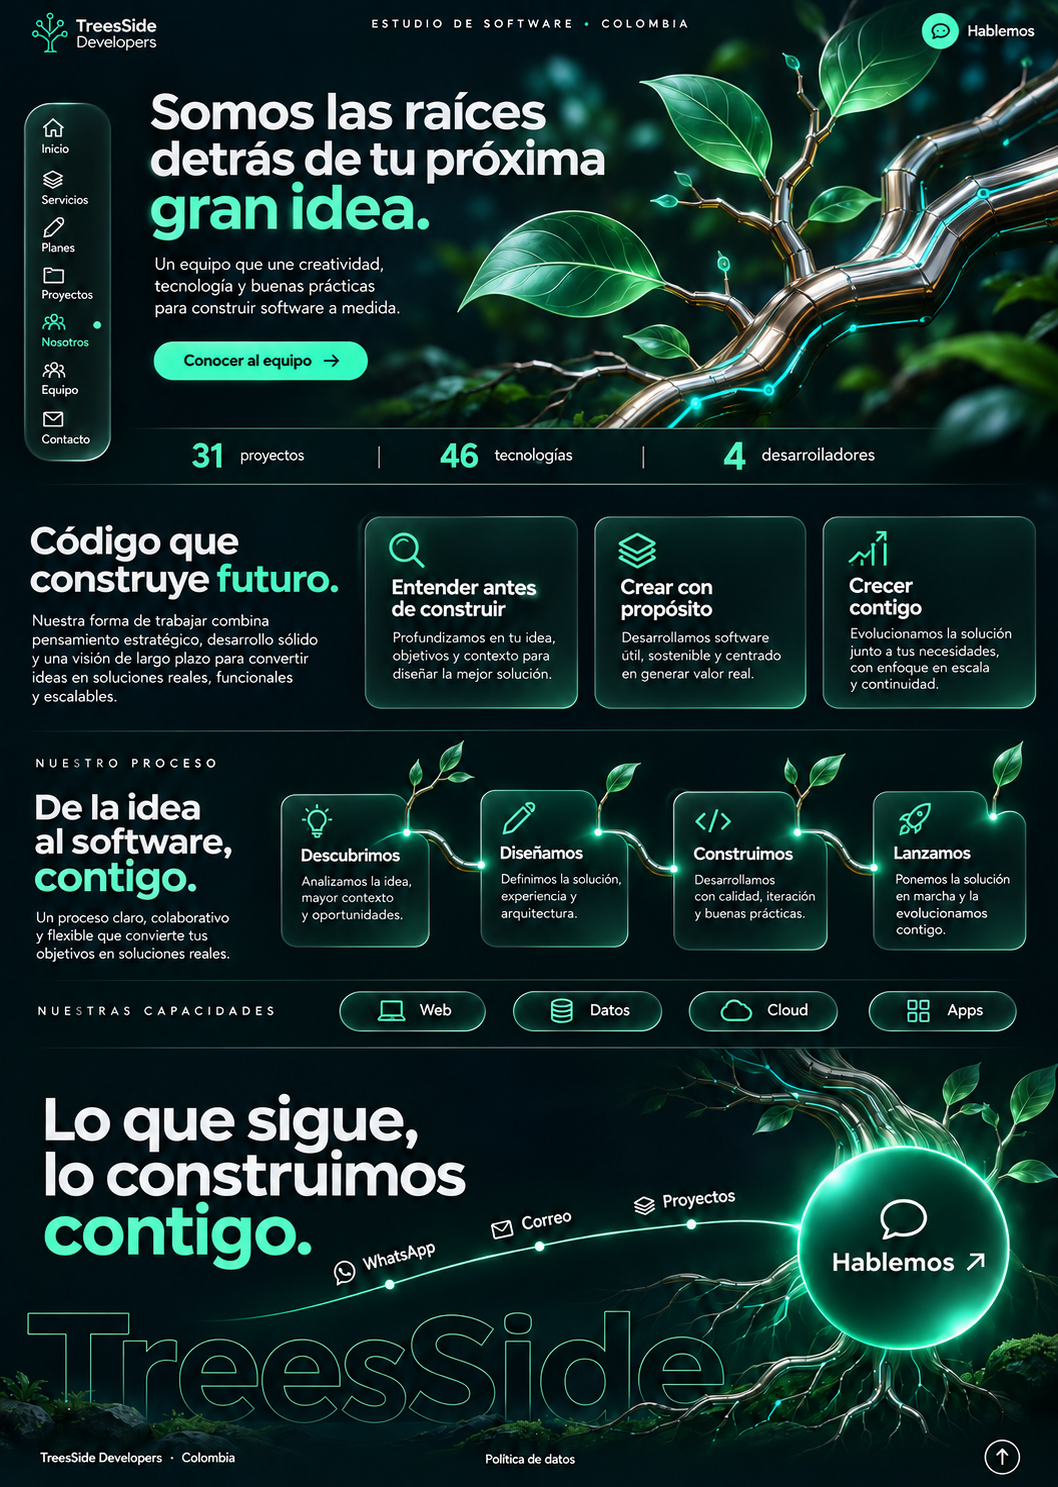 TreesSide
Developers
ESTUDIO DE SOFTWARE • COLOMBIA
Hablemos
Inicio
Servicios
Planes
Proyectos
Nosotros
Equipo
Contacto
Somos las raíces
detrás de tu próxima
gran idea.
Un equipo que une creatividad,
tecnología y buenas prácticas
para construir software a medida.
Conocer al equipo →
31 proyectos | 46 tecnologías | 4 desarrolladores
Código que
construye futuro.
Nuestra forma de trabajar combina
pensamiento estratégico, desarrollo sólido
y una visión de largo plazo para convertir
ideas en soluciones reales, funcionales
y escalables.
Entender antes
de construir
Profundizamos en tu idea,
objetivos y contexto para
diseñar la mejor solución.
Crear con
propósito
Desarrollamos software
útil, sostenible y centrado
en generar valor real.
Crecer
contigo
Evolucionamos la solución
junto a tus necesidades,
con enfoque en escala
y continuidad.
NUESTRO PROCESO
De la idea
al software,
contigo.
Un proceso claro, colaborativo
y flexible que convierte tus
objetivos en soluciones reales.
Descubrimos
Analizamos la idea,
mayor contexto
y oportunidades.
Diseñamos
Definimos la solución,
experiencia y
arquitectura.
</> 
Construimos
Desarrollamos
con calidad, iteración
y buenas prácticas.
Lanzamos
Ponemos la solución
en marcha y la
evolucionamos
contigo.
NUESTRAS CAPACIDADES
Web
Datos
Cloud
Apps
Lo que sigue,
lo construimos
contigo.
WhatsApp
Correo
Proyectos
Hablemos ↗
TreesSide
TreesSide Developers · Colombia
Política de datos